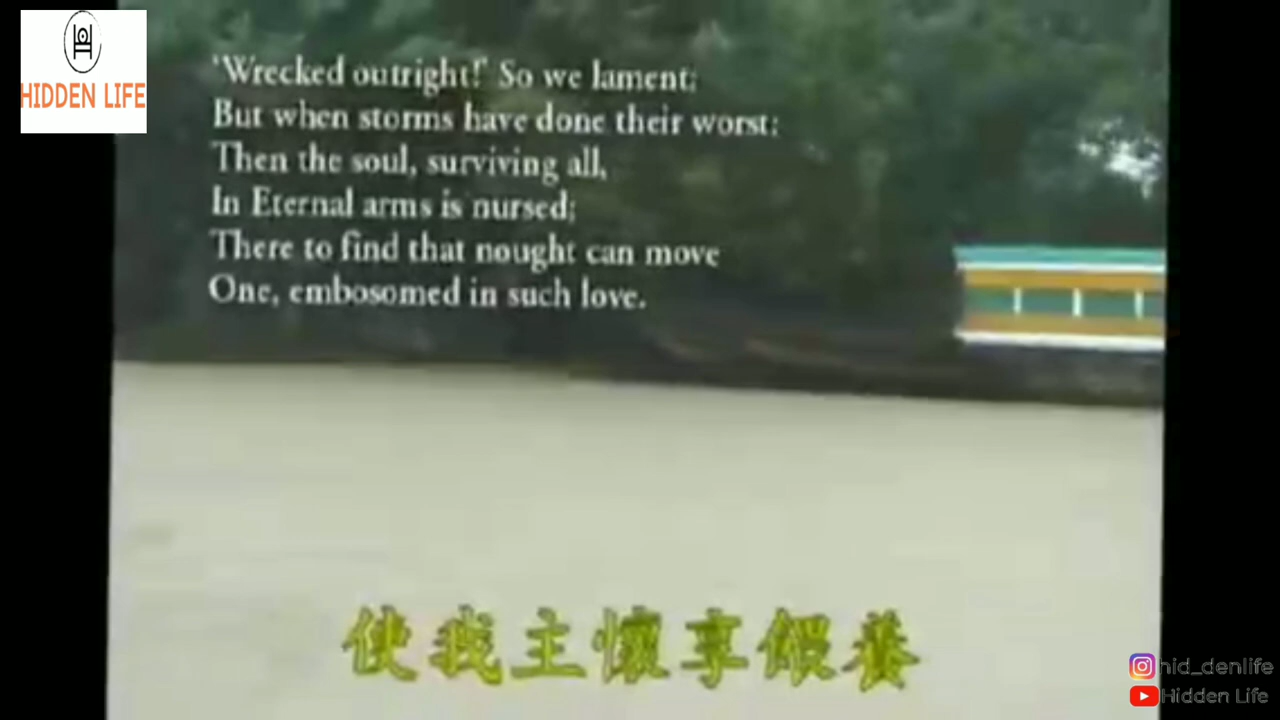 HIDDEN LIFE
'Wrecked outright!' So we lament;
But when storms have done their worst:
Then the soul, surviving all,
In Eternal arms is nursed;
There to find that nought can move
One, embosomed in such love.
使我主懷享餵養
hid_denlife
Hidden Life